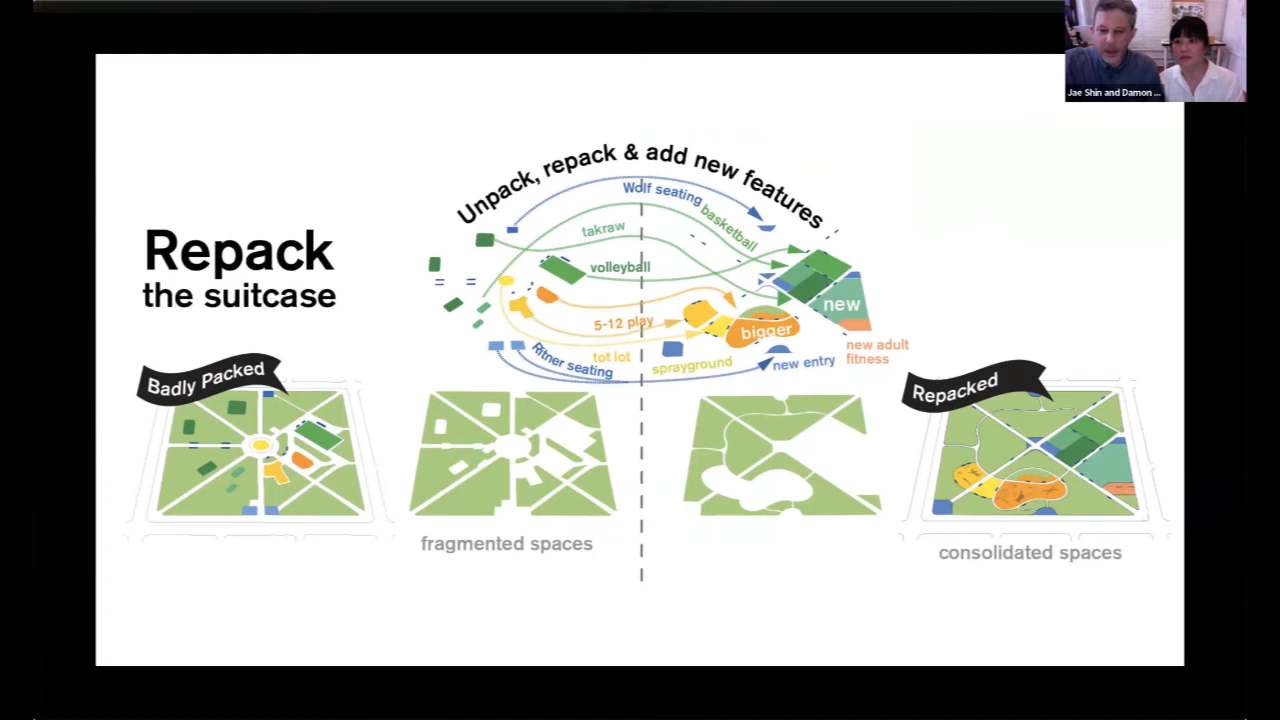 Jae Shin and Damon ...
Unpack, repack & add new features
Repack
the suitcase
Wolf seating
basketball
takraw
volleyball
new
5-12 play
bigger
new adult
fitness
Ritner seating
tot lot
sprayground
new entry
Badly Packed
Repacked
fragmented spaces
consolidated spaces